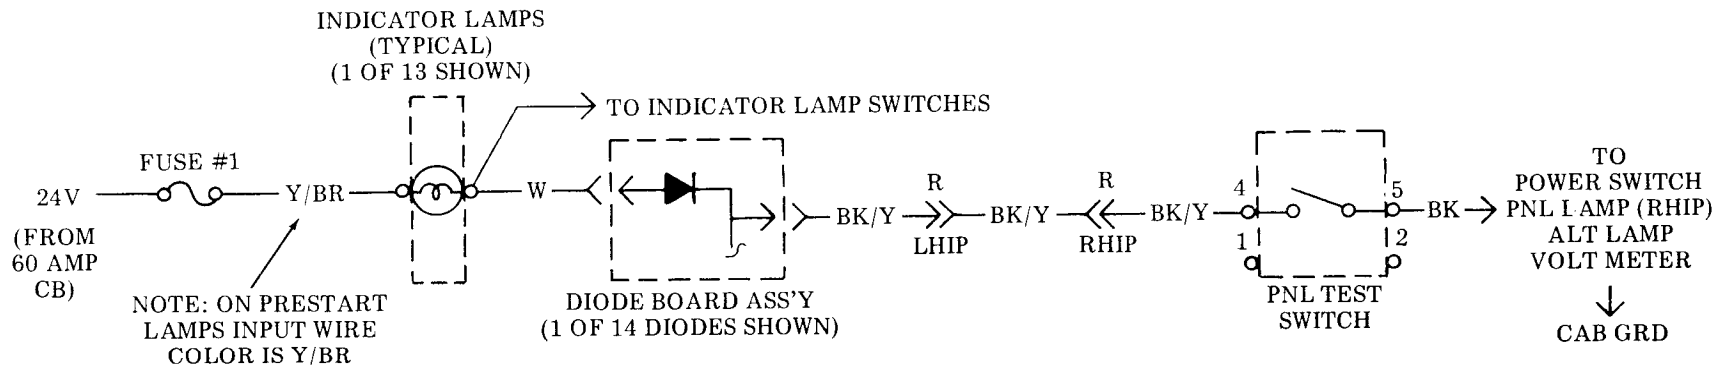 INDICATOR LAMPS
(TYPICAL)
(1 OF 13 SHOWN)
TO INDICATOR LAMP SWITCHES
FUSE #1
24V
(FROM
60 AMP
CB)
Y/BR
NOTE: ON PRESTART
LAMPS INPUT WIRE
COLOR IS Y/BR
W
DIODE BOARD ASS'Y
(1 OF 14 DIODES SHOWN)
BK/Y
R
LHIP
BK/Y
R
RHIP
BK/Y
4
5
1
2
PNL TEST
SWITCH
BK
TO
POWER SWITCH
PNL LAMP (RHIP)
ALT LAMP
VOLT METER
CAB GRD